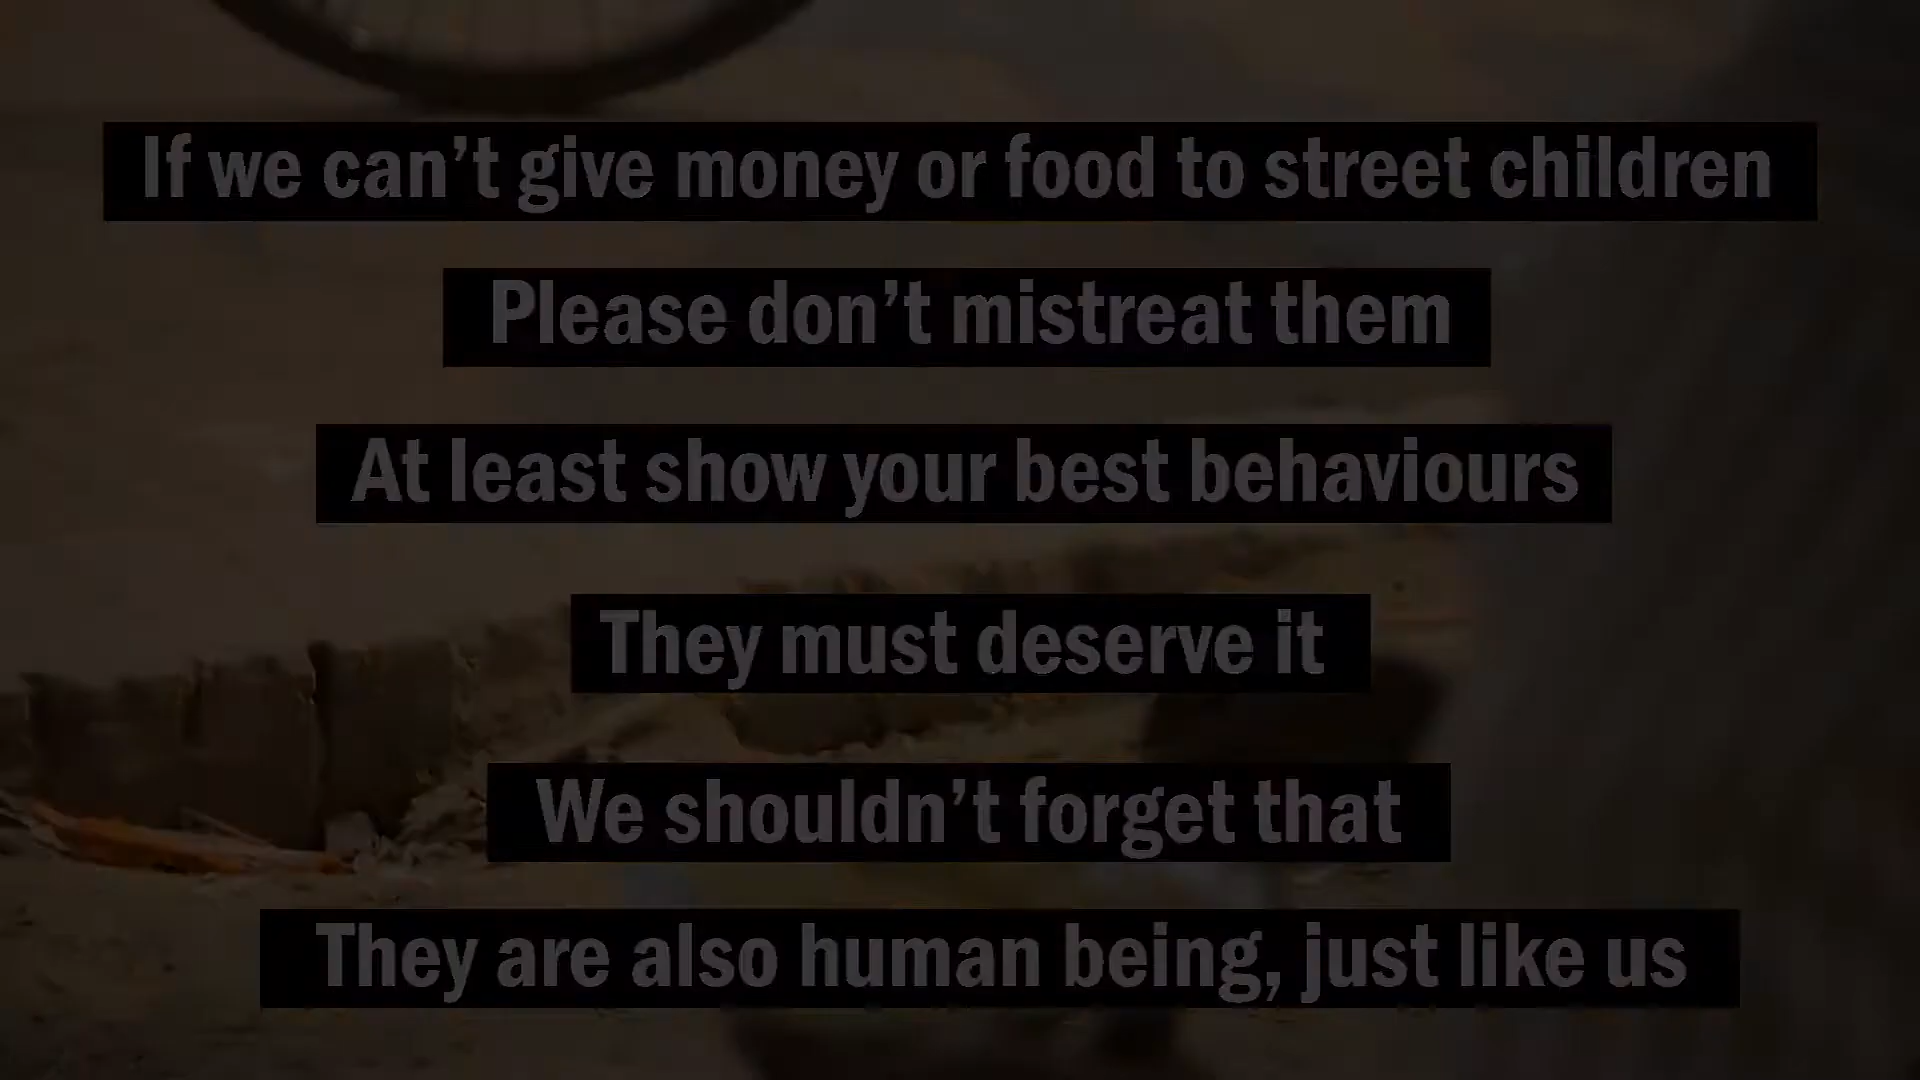 If we can’t give money or food to street children
Please don’t mistreat them
At least show your best behaviours
They must deserve it
We shouldn’t forget that
They are also human being, just like us